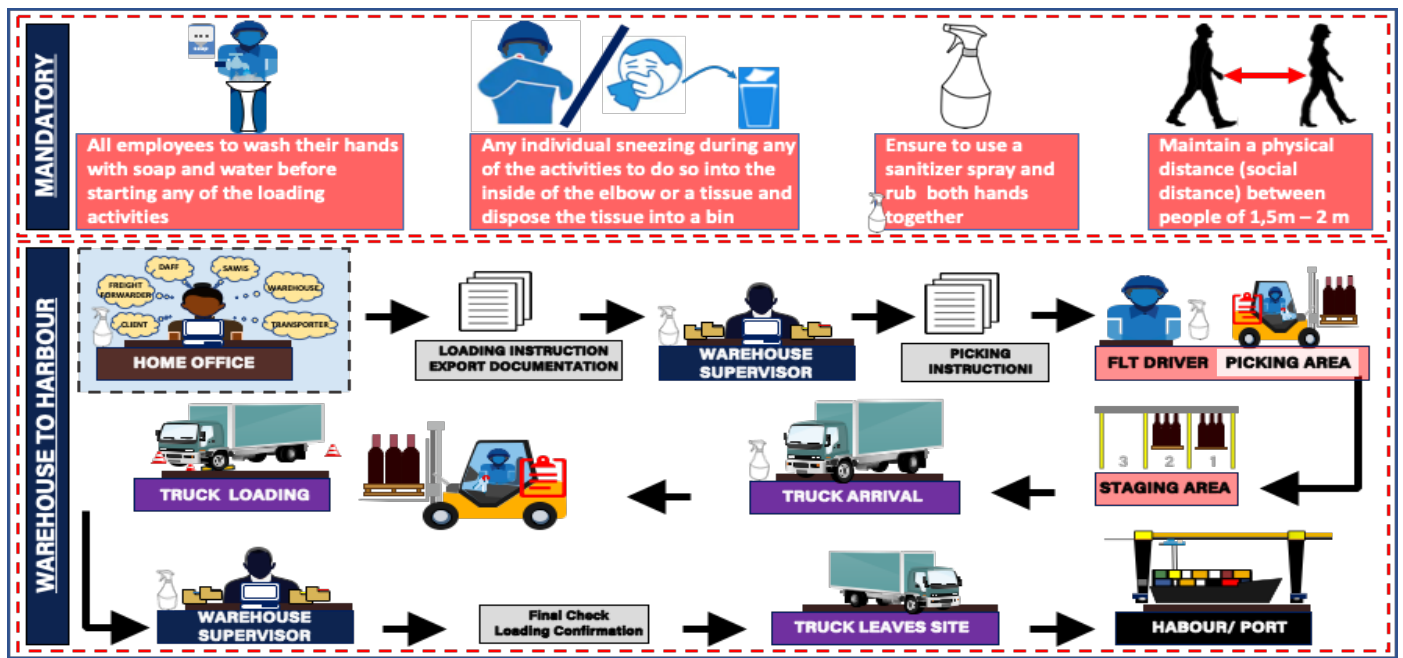 MANDATORY
soap
All employees to wash their hands
with soap and water before
starting any of the loading
activities
Any individual sneezing during any
of the activities to do so into the
inside of the elbow or a tissue and
dispose the tissue into a bin
Ensure to use a
sanitizer spray and
rub both hands
together
Maintain a physical
distance (social
distance) between
people of 1,5m – 2 m
WAREHOUSE TO HARBOUR
DAFF
SAWIS
FREIGHT
FORWARDER
WAREHOUSE
CLIENT
TRANSPORTER
HOME OFFICE
LOADING INSTRUCTION
EXPORT DOCUMENTATION
WAREHOUSE
SUPERVISOR
PICKING
INSTRUCTIONI
FLT DRIVER
PICKING AREA
TRUCK LOADING
TRUCK ARRIVAL
3 2 1
STAGING AREA
WAREHOUSE
SUPERVISOR
Final Check
Loading Confirmation
TRUCK LEAVES SITE
HABOUR/ PORT